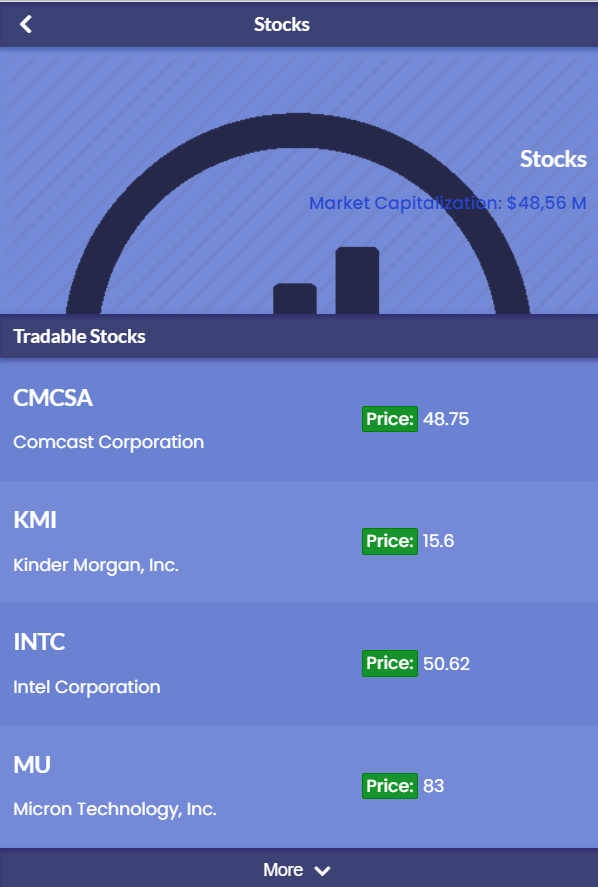 Stocks
Stocks
Market Capitalization: $48,56 M
Tradable Stocks
CMCSA
Price: 48.75
Comcast Corporation
KMI
Price: 15.6
Kinder Morgan, Inc.
INTC
Price: 50.62
Intel Corporation
MU
Price: 83
Micron Technology, Inc.
More